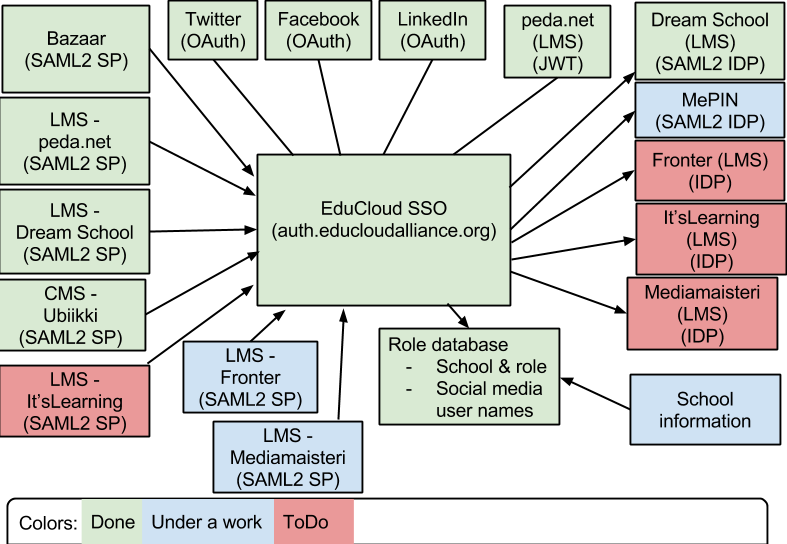 Bazaar
(SAML2 SP)
Twitter
(OAuth)
Facebook
(OAuth)
LinkedIn
(OAuth)
peda.net
(LMS)
(JWT)
Dream School
(LMS)
(SAML2 IDP)
LMS -
peda.net
(SAML2 SP)
MePIN
(SAML2 IDP)
Fronter (LMS)
(IDP)
LMS -
Dream School
(SAML2 SP)
EduCloud SSO
(auth.educloudalliance.org)
It'sLearning
(LMS)
(IDP)
CMS -
Ubiikki
(SAML2 SP)
Mediamaisteri
(LMS)
(IDP)
LMS -
It'sLearning
(SAML2 SP)
LMS -
Fronter
(SAML2 SP)
Role database
- School & role
- Social media
user names
School
information
LMS -
Mediamaisteri
(SAML2 SP)
Colors: Done Under a work ToDo